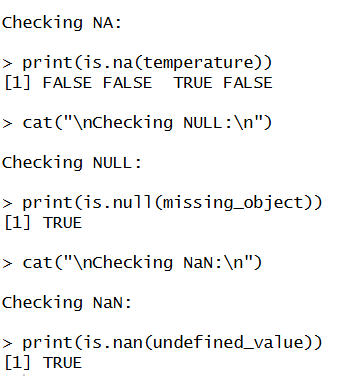 Checking NA:
> print(is.na(temperature))
[1] FALSE FALSE  TRUE FALSE
> cat("\nChecking NULL:\n")
Checking NULL:
> print(is.null(missing_object))
[1] TRUE
> cat("\nChecking NaN:\n")
Checking NaN:
> print(is.nan(undefined_value))
[1] TRUE